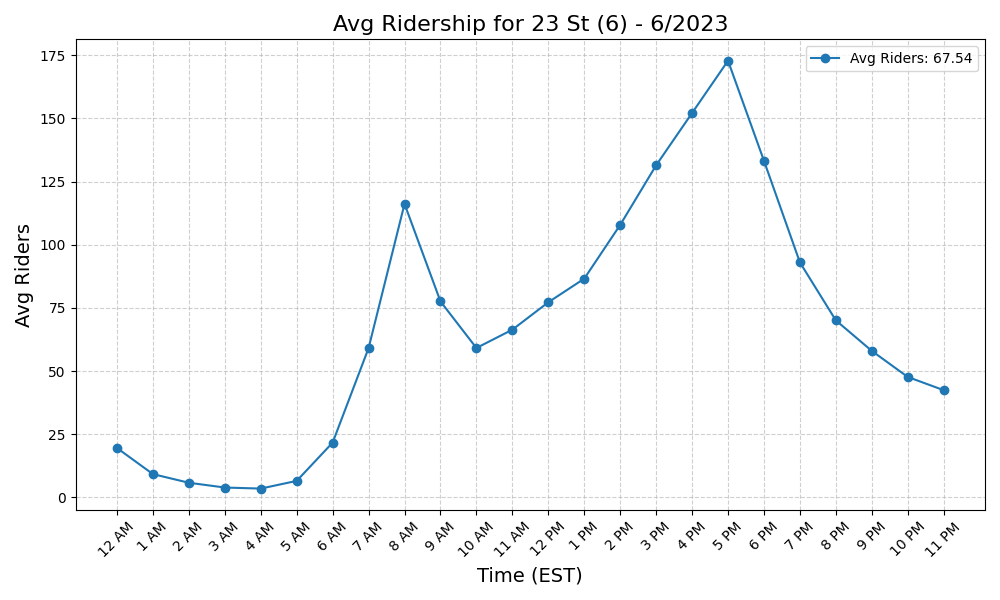 Avg Ridership for 23 St (6) - 6/2023
Avg Riders: 67.54
Avg Riders
175
150
125
100
75
50
25
0
12 AM 1 AM 2 AM 3 AM 4 AM 5 AM 6 AM 7 AM 8 AM 9 AM 10 AM 11 AM 12 PM 1 PM 2 PM 3 PM 4 PM 5 PM 6 PM 7 PM 8 PM 9 PM 10 PM 11 PM
Time (EST)